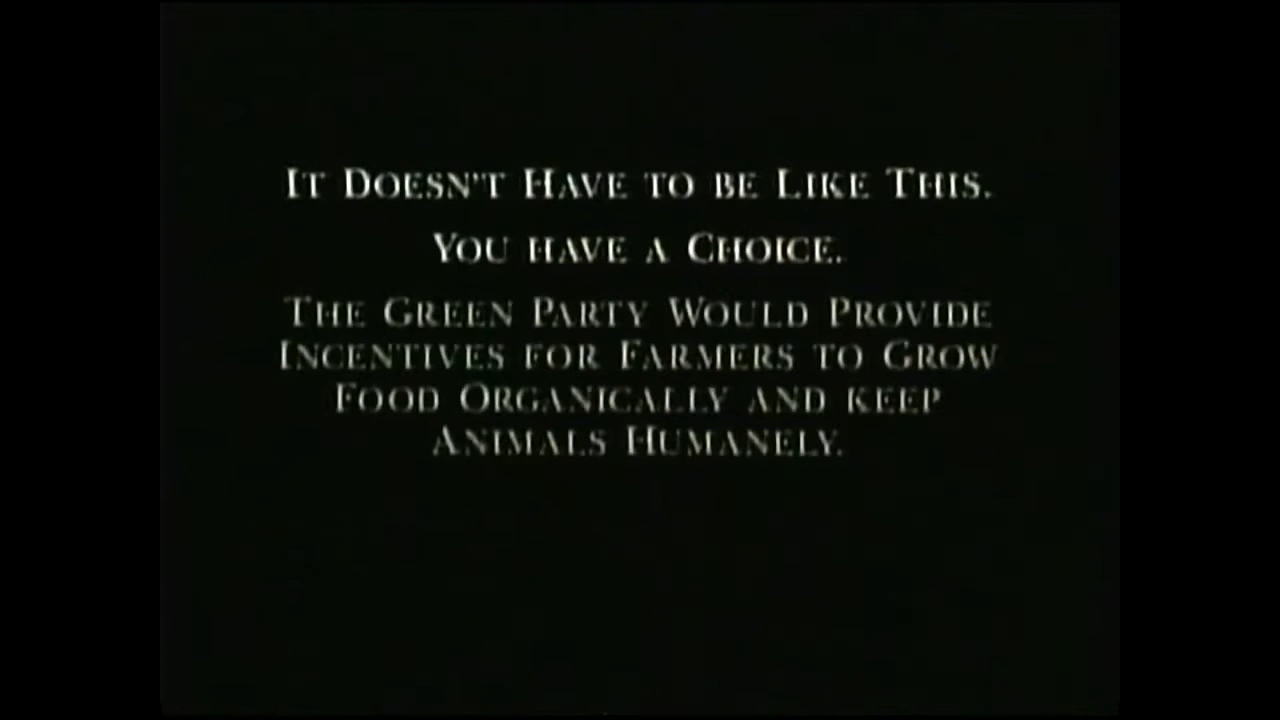 It Doesn't Have to be Like This.
You have a Choice.
The Green Party Would Provide
Incentives for Farmers to Grow
Food Organically and keep
Animals Humanely.